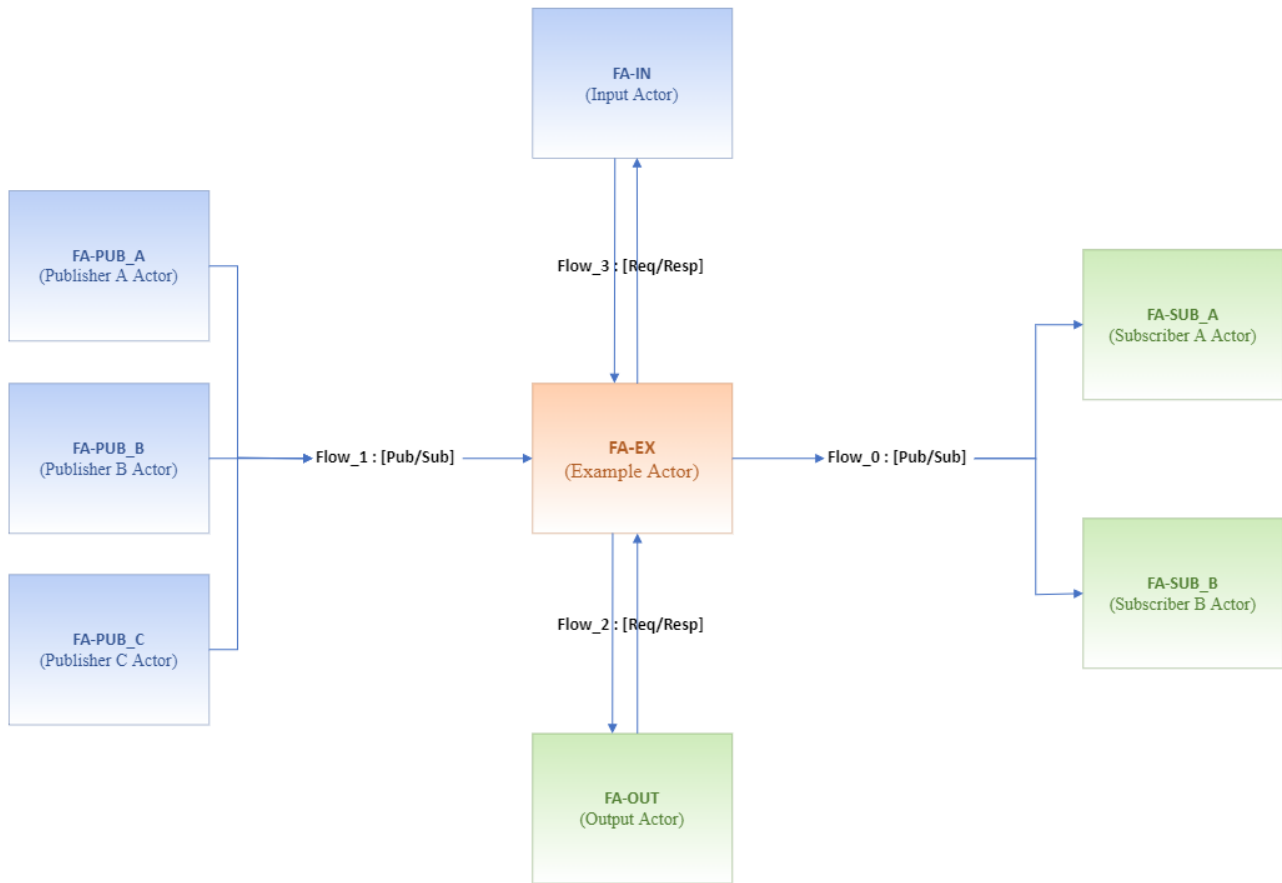 FA-IN
(Input Actor)
FA-PUB_A
(Publisher A Actor)
Flow_3 : [Req/Resp]
FA-SUB_A
(Subscriber A Actor)
FA-PUB_B
(Publisher B Actor)
Flow_1 : [Pub/Sub]
FA-EX
(Example Actor)
Flow_0 : [Pub/Sub]
FA-PUB_C
(Publisher C Actor)
Flow_2 : [Req/Resp]
FA-SUB_B
(Subscriber B Actor)
FA-OUT
(Output Actor)